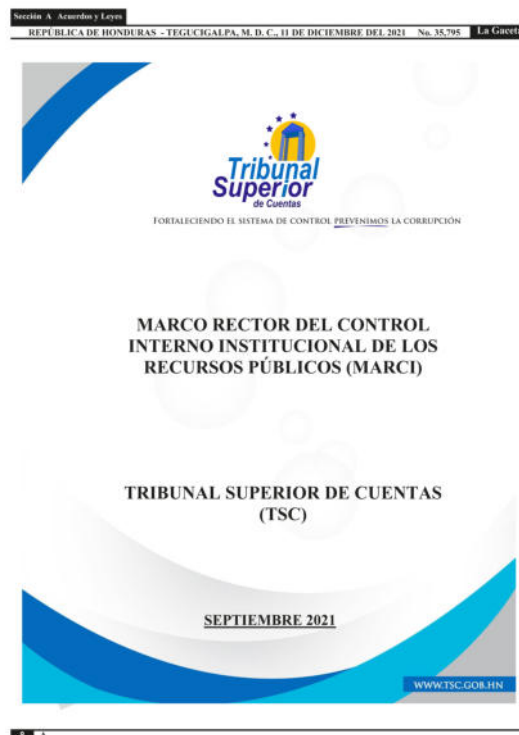 Sección A Acuerdos y Leyes
REPÚBLICA DE HONDURAS - TEGUCIGALPA, M. D. C., 11 DE DICIEMBRE DEL 2021 No. 35,795 La Gaceta
Tribunal
Superior
de Cuentas
FORTALECIENDO EL SISTEMA DE CONTROL PREVENIMOS LA CORRUPCIÓN
MARCO RECTOR DEL CONTROL
INTERNO INSTITUCIONAL DE LOS
RECURSOS PÚBLICOS (MARCI)
TRIBUNAL SUPERIOR DE CUENTAS
(TSC)
SEPTIEMBRE 2021
WWW.TSC.GOB.HN